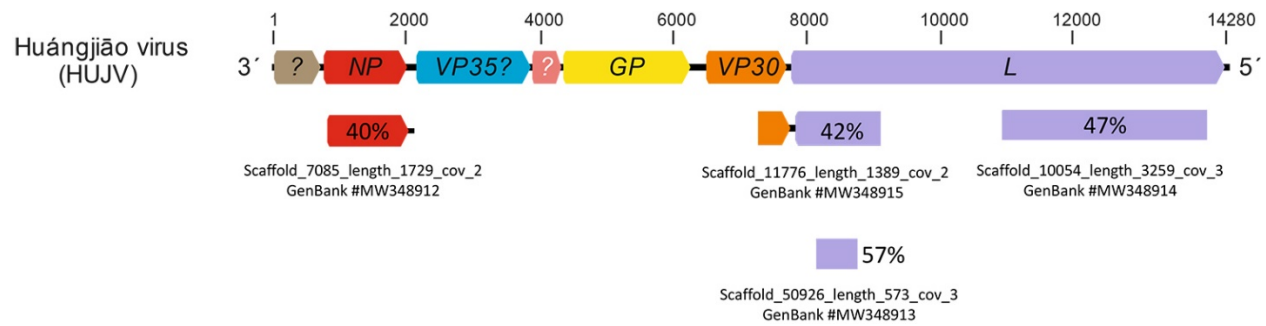 1 2000 4000 6000 8000 10000 12000 14280
Huángjiāo virus
(HUJV)
3´ ? NP VP35? ? GP VP30 L 5´
40% 42% 47%
Scaffold_7085_length_1729_cov_2
GenBank #MW348912
Scaffold_11776_length_1389_cov_2
GenBank #MW348915
Scaffold_10054_length_3259_cov_3
GenBank #MW348914
57%
Scaffold_50926_length_573_cov_3
GenBank #MW348913